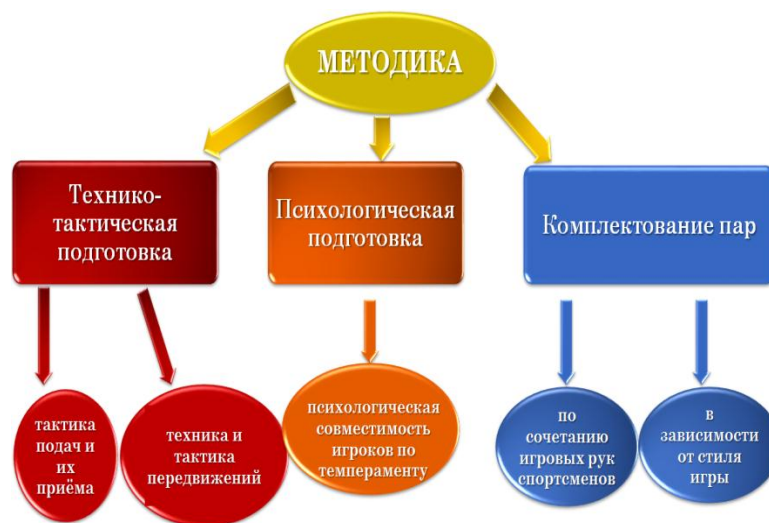 МЕТОДИКА
Технико-
тактическая
подготовка
Психологическая
подготовка
Комплектование пар
тактика
подач и
их
приёма
техника и
тактика
передвижений
психологическая
совместимость
игроков по
темпераменту
по
сочетанию
игровых рук
спортсменов
в
зависимости
от стиля
игры